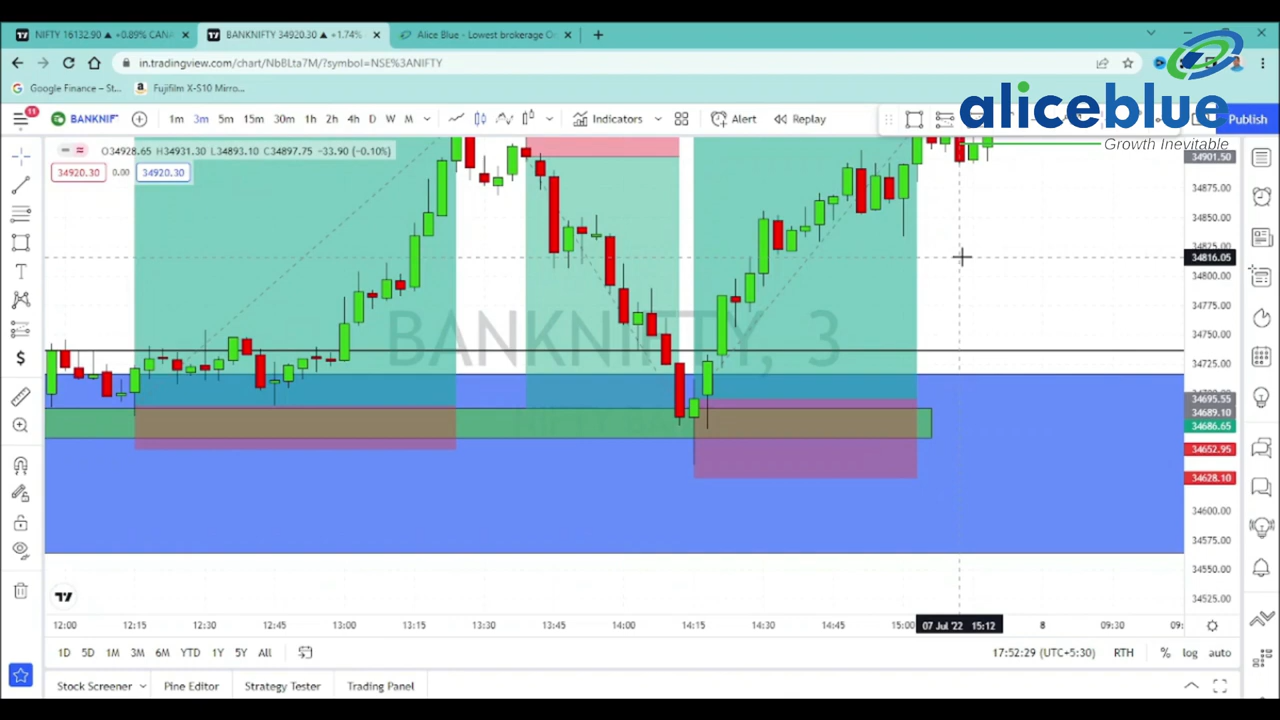 NIFTY 16132.90 ▲ +0.89% CANA
BANKNIFTY 34920.30 ▲ +1.74%
Alice Blue - Lowest brokerage O
in.tradingview.com/chart/NbBLta7M/?symbol=NSE%3ANIFTY
Google Finance – St...
Fujifilm X-S10 Mirro...
aliceblue
Growth Inevitable
11
BANKNIF
1m 3m 5m 15m 30m 1h 2h 4h D W M
Indicators
Alert
Replay
Publish
O34928.65 H34931.30 L34893.10 C34897.75 −33.90 (−0.10%)
34920.30 0.00 34920.30
BANKNIFTY, 3
34901.50
34875.00
34850.00
34825.00
34816.05
34800.00
34775.00
34750.00
34725.00
34695.55
34689.10
34686.65
34652.95
34628.10
34600.00
34575.00
34550.00
34525.00
12:00 12:15 12:30 12:45 13:00 13:15 13:30 13:45 14:00 14:15 14:30 14:45 15:00 07 Jul '22 15:12 8 09:30 09:
1D 5D 1M 3M 6M YTD 1Y 5Y All
17:52:29 (UTC+5:30) RTH % log auto
Stock Screener Pine Editor Strategy Tester Trading Panel